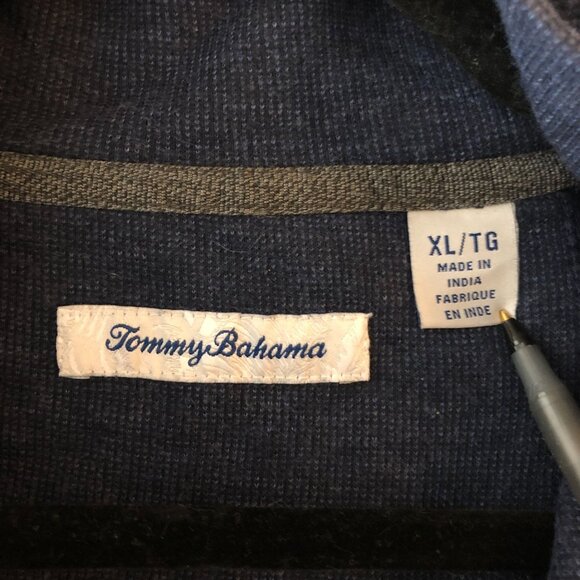 Tommy Bahama
XL/TG
MADE IN
INDIA
FABRIQUE
EN INDE